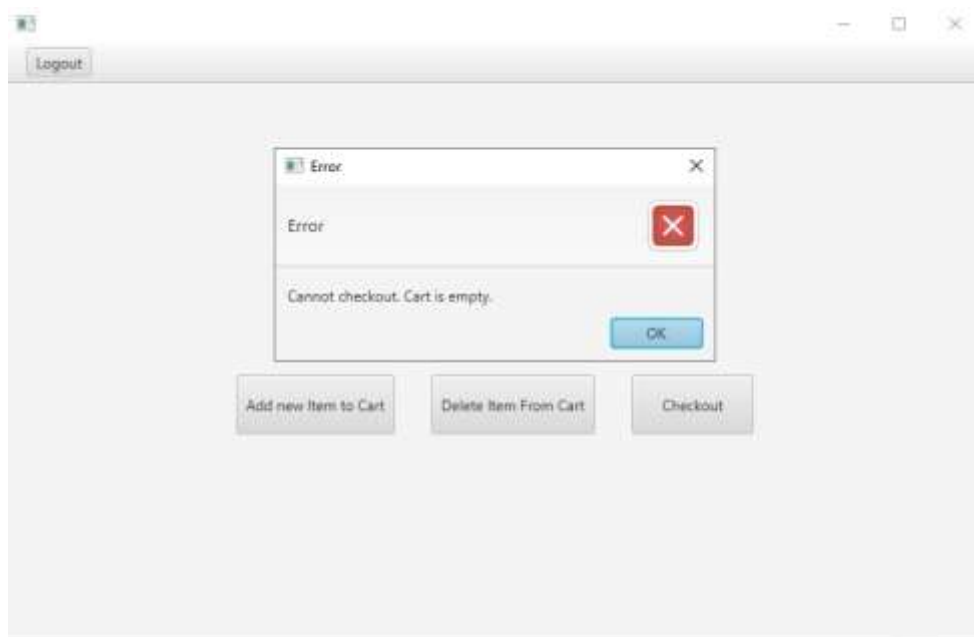 Logout
Error
Error
Cannot checkout. Cart is empty.
OK
Add new Item to Cart
Delete Item From Cart
Checkout